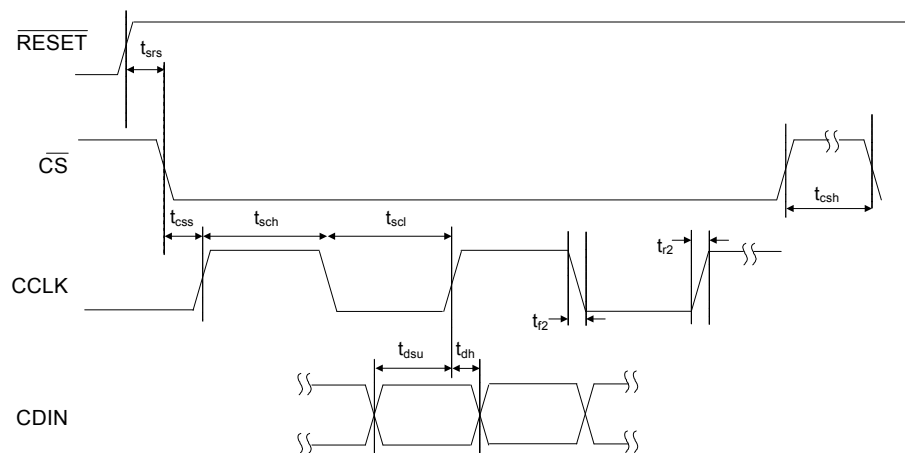 RESET
tsrs
CS
tcsh
tcss
tsch
tscl
tr2
CCLK
tf2
tdsu
tdh
CDIN